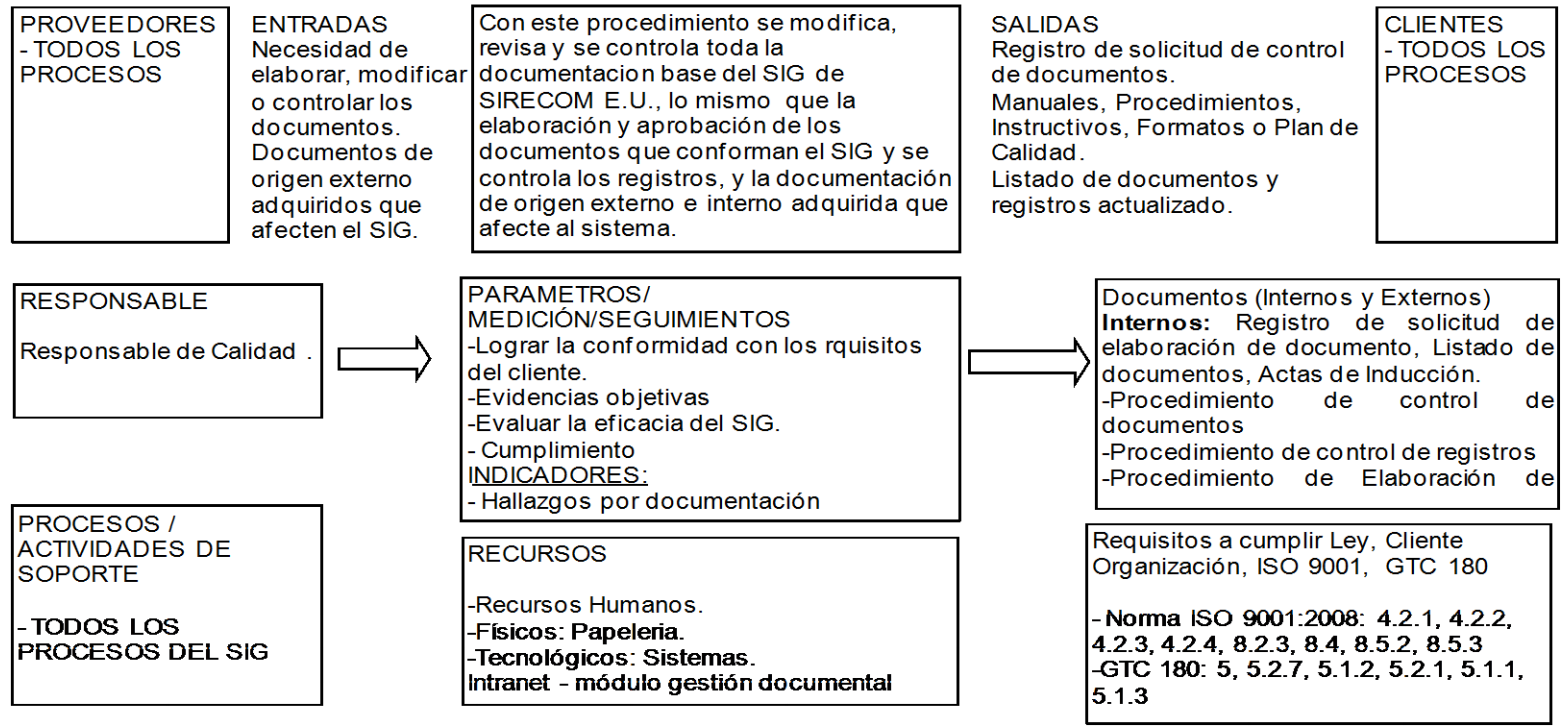 PROVEEDORES
- TODOS LOS
PROCESOS
ENTRADAS
Necesidad de
elaborar, modificar
o controlar los
documentos.
Documentos de
origen externo
adquiridos que
afecten el SIG.
Con este procedimiento se modifica,
revisa y se controla toda la
documentacion base del SIG de
SIRECOM E.U., lo mismo que la
elaboración y aprobación de los
documentos que conforman el SIG y se
controla los registros, y la documentación
de origen externo e interno adquirida que
afecte al sistema.
SALIDAS
Registro de solicitud de control
de documentos.
Manuales, Procedimientos,
Instructivos, Formatos o Plan de
Calidad.
Listado de documentos y
registros actualizado.
CLIENTES
- TODOS LOS
PROCESOS
RESPONSABLE
Responsable de Calidad .
PARAMETROS/
MEDICIÓN/SEGUIMIENTOS
-Lograr la conformidad con los rquisitos
del cliente.
-Evidencias objetivas
-Evaluar la eficacia del SIG.
- Cumplimiento
INDICADORES:
- Hallazgos por documentación
Documentos (Internos y Externos)
Internos: Registro de solicitud de
elaboración de documento, Listado de
documentos, Actas de Inducción.
-Procedimiento de control de
documentos
-Procedimiento de control de registros
-Procedimiento de Elaboración de
PROCESOS /
ACTIVIDADES DE
SOPORTE
- TODOS LOS
PROCESOS DEL SIG
RECURSOS
-Recursos Humanos.
-Físicos: Papeleria.
-Tecnológicos: Sistemas.
Intranet - módulo gestión documental
Requisitos a cumplir Ley, Cliente
Organización, ISO 9001, GTC 180
- Norma ISO 9001:2008: 4.2.1, 4.2.2,
4.2.3, 4.2.4, 8.2.3, 8.4, 8.5.2, 8.5.3
-GTC 180: 5, 5.2.7, 5.1.2, 5.2.1, 5.1.1,
5.1.3